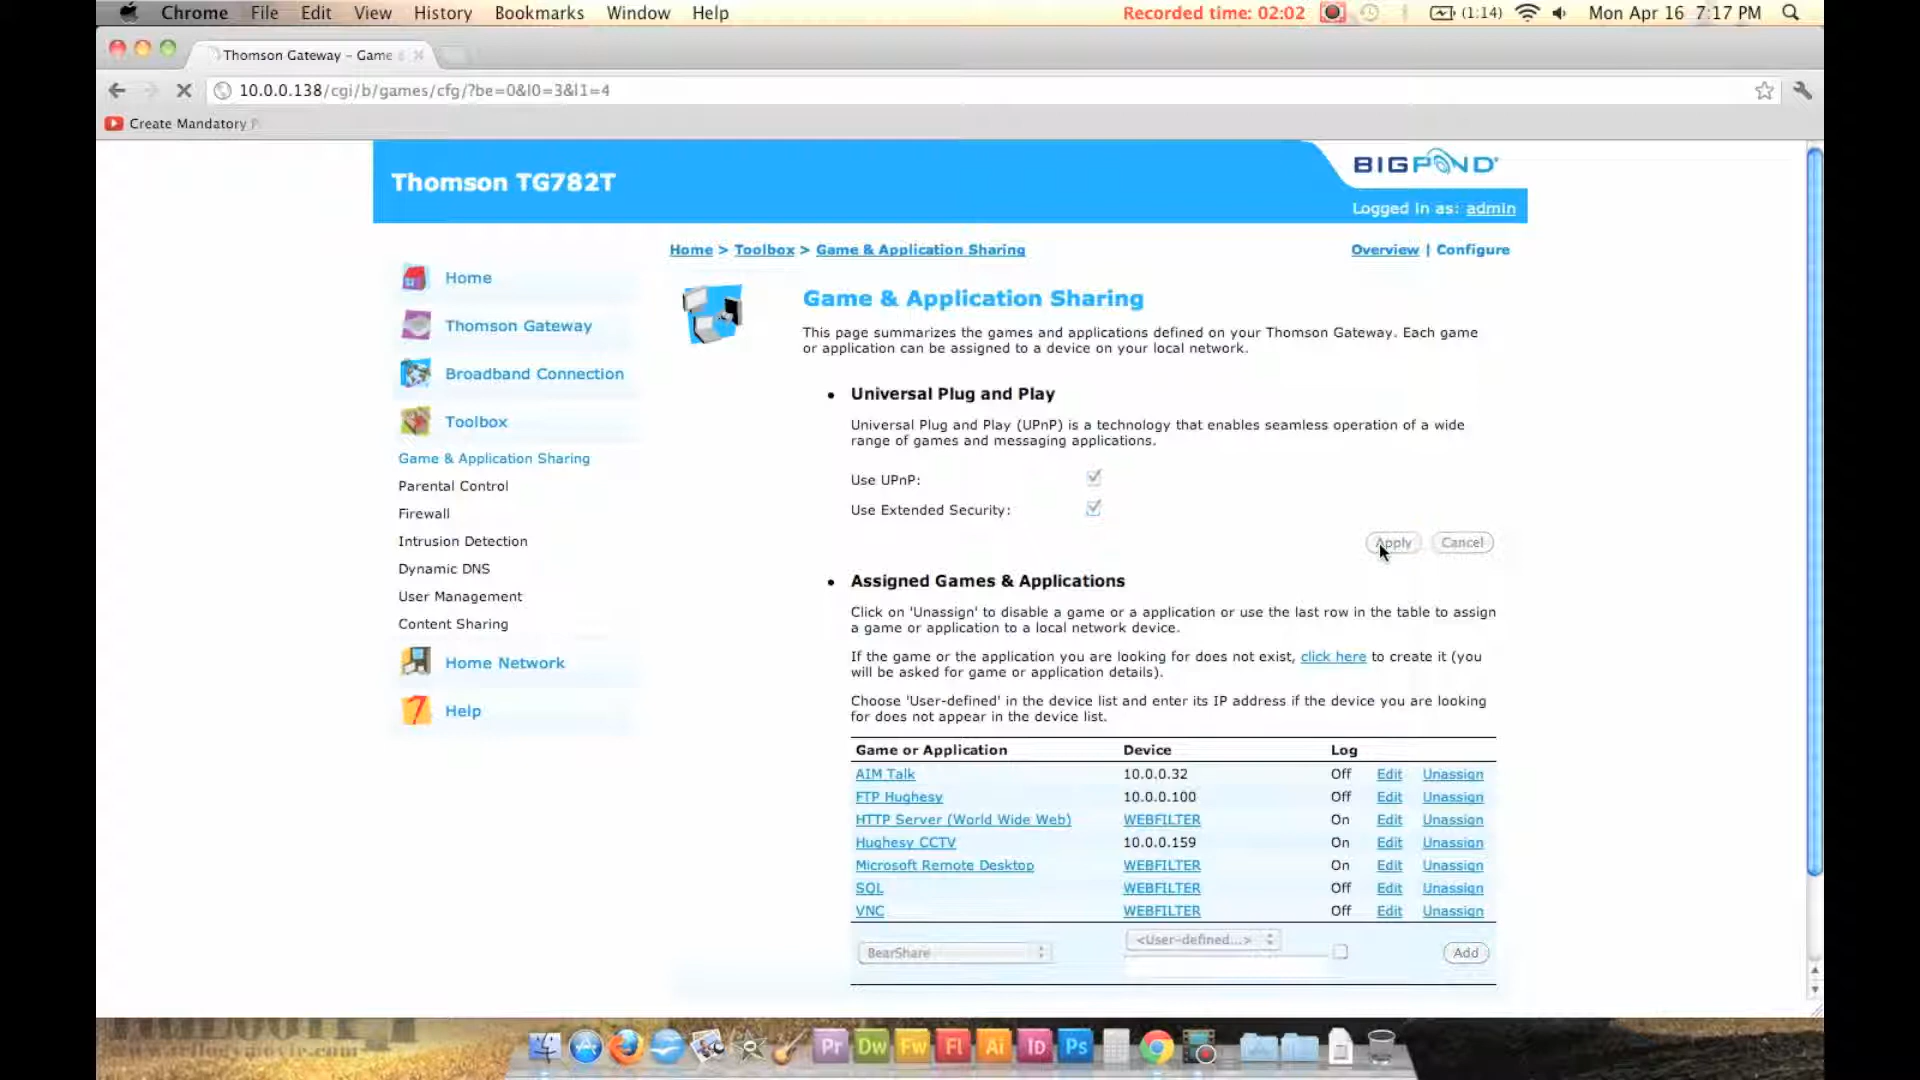 Chrome File Edit View History Bookmarks Window Help Recorded time: 02:02 (1:14) Mon Apr 16 7:17 PM
Thomson Gateway - Game
10.0.0.138/cgi/b/games/cfg/?be=0&l0=3&l1=4
Create Mandatory
Thomson TG782T
BIGPOND
Logged in as: admin
Home > Toolbox > Game & Application Sharing
Overview | Configure
Home
Thomson Gateway
Broadband Connection
Toolbox
Game & Application Sharing
Parental Control
Firewall
Intrusion Detection
Dynamic DNS
User Management
Content Sharing
Home Network
Help
Game & Application Sharing
This page summarizes the games and applications defined on your Thomson Gateway. Each game
or application can be assigned to a device on your local network.
Universal Plug and Play
Universal Plug and Play (UPnP) is a technology that enables seamless operation of a wide
range of games and messaging applications.
Use UPnP:
Use Extended Security:
Apply Cancel
Assigned Games & Applications
Click on 'Unassign' to disable a game or a application or use the last row in the table to assign
a game or application to a local network device.
If the game or the application you are looking for does not exist, click here to create it (you
will be asked for game or application details).
Choose 'User-defined' in the device list and enter its IP address if the device you are looking
for does not appear in the device list.
Game or Application Device Log
AIM Talk 10.0.0.32 Off Edit Unassign
FTP Hughesy 10.0.0.100 Off Edit Unassign
HTTP Server (World Wide Web) WEBFILTER On Edit Unassign
Hughesy CCTV 10.0.0.159 On Edit Unassign
Microsoft Remote Desktop WEBFILTER On Edit Unassign
SQL WEBFILTER Off Edit Unassign
VNC WEBFILTER Off Edit Unassign
BearShare <User-defined...> Add
Pr Dw Fw Fl Ai Id Ps